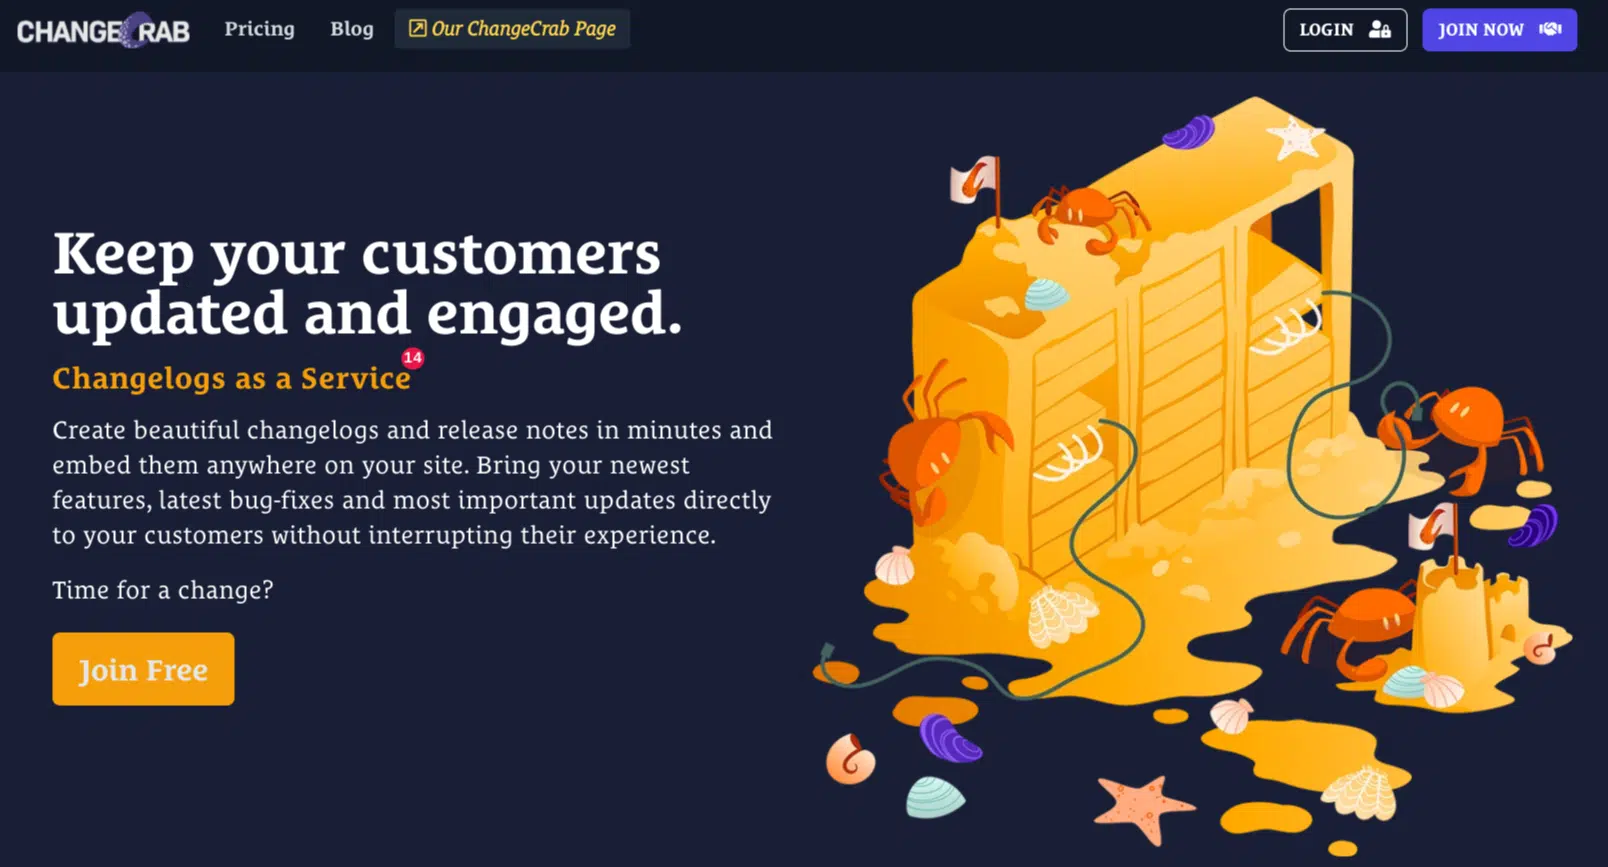 CHANGECRAB
Pricing
Blog
Our ChangeCrab Page
LOGIN
JOIN NOW
Keep your customers
updated and engaged.
14
Changelogs as a Service
Create beautiful changelogs and release notes in minutes and
embed them anywhere on your site. Bring your newest
features, latest bug-fixes and most important updates directly
to your customers without interrupting their experience.
Time for a change?
Join Free